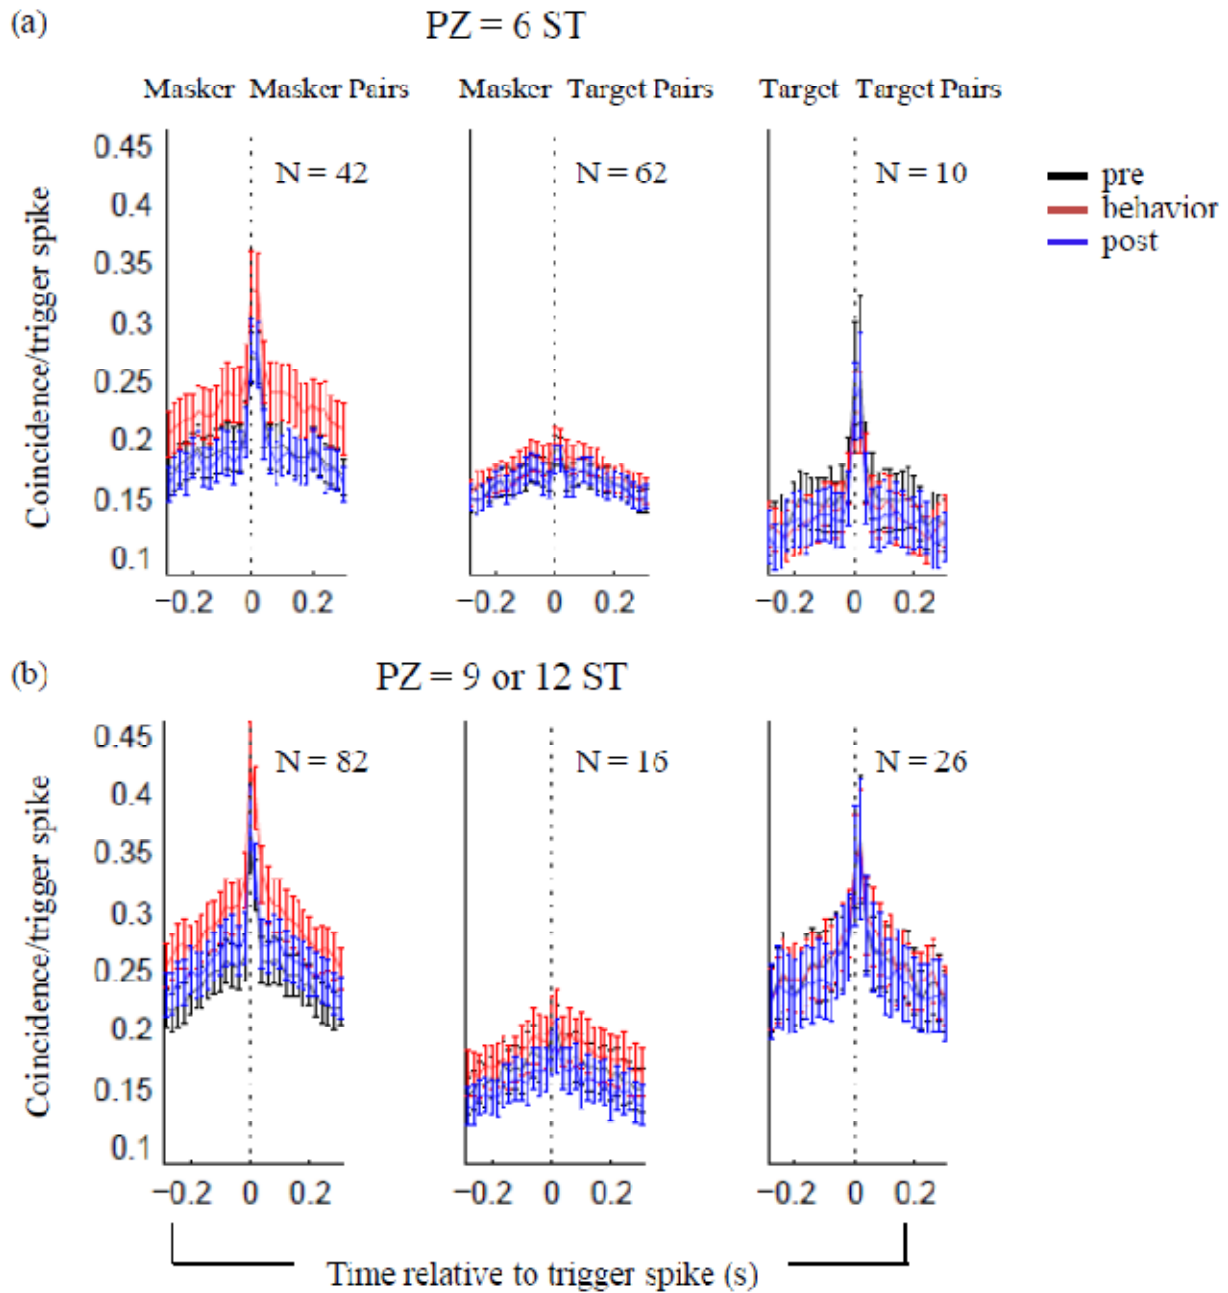 (a)
PZ = 6 ST
Masker Masker Pairs
Masker Target Pairs
Target Target Pairs
N = 42
N = 62
N = 10
pre
behavior
post
Coincidence/trigger spike
0.45
0.4
0.35
0.3
0.25
0.2
0.15
0.1
−0.2 0 0.2
−0.2 0 0.2
−0.2 0 0.2
(b)
PZ = 9 or 12 ST
N = 82
N = 16
N = 26
Coincidence/trigger spike
0.45
0.4
0.35
0.3
0.25
0.2
0.15
0.1
−0.2 0 0.2
−0.2 0 0.2
−0.2 0 0.2
Time relative to trigger spike (s)